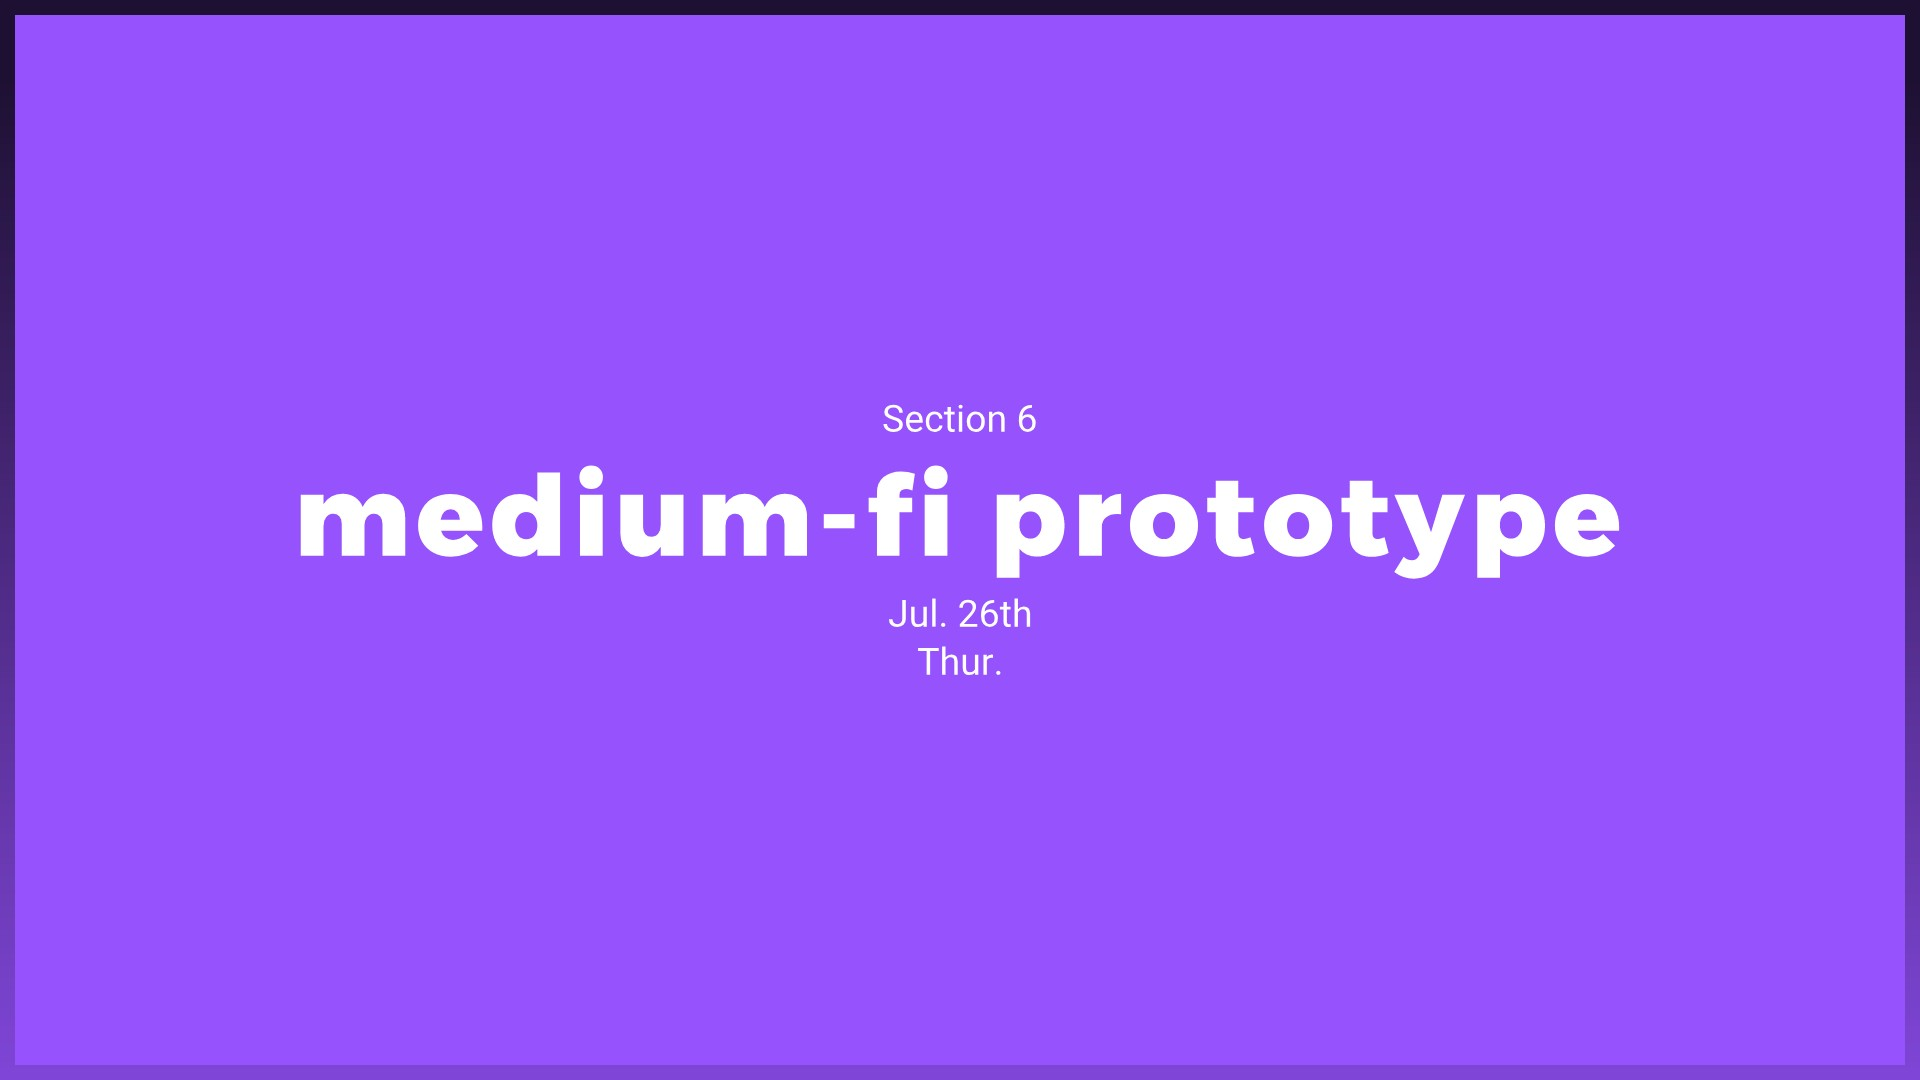 Section 6
medium-fi prototype
Jul. 26th
Thur.